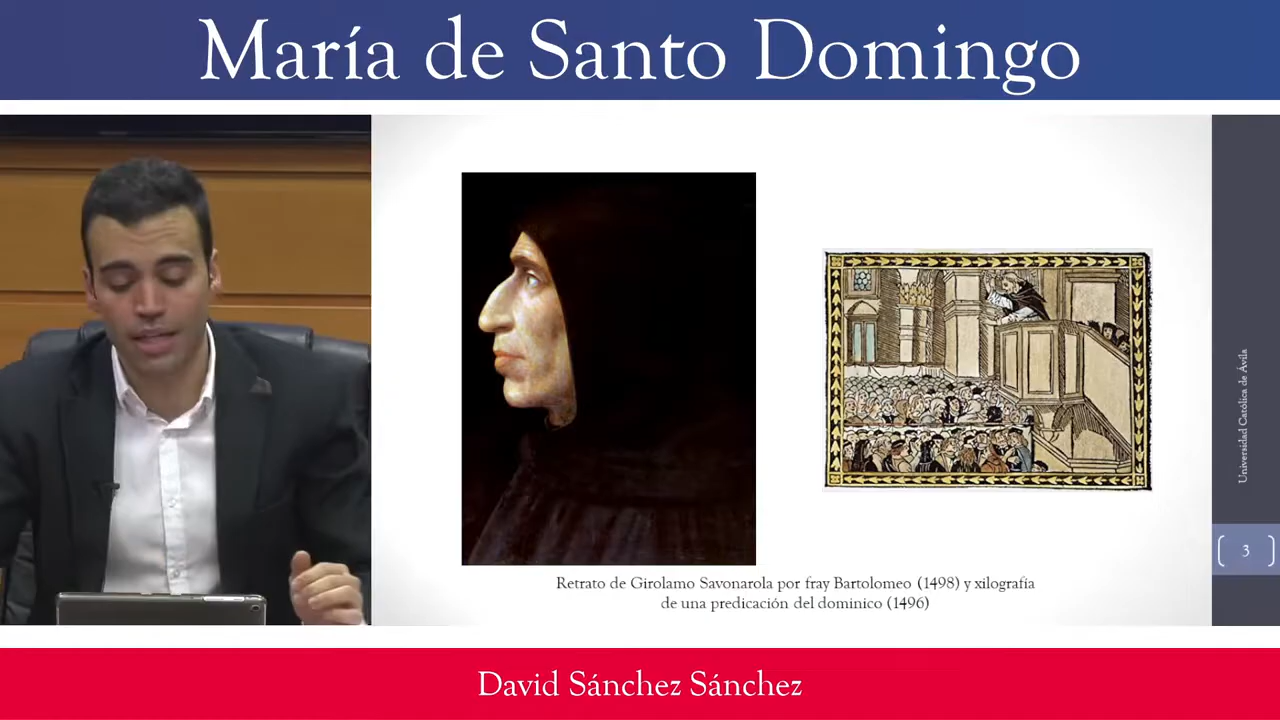 María de Santo Domingo
Universidad Católica de Ávila
3
Retrato de Girolamo Savonarola por fray Bartolomeo (1498) y xilografía
de una predicación del dominico (1496)
David Sánchez Sánchez